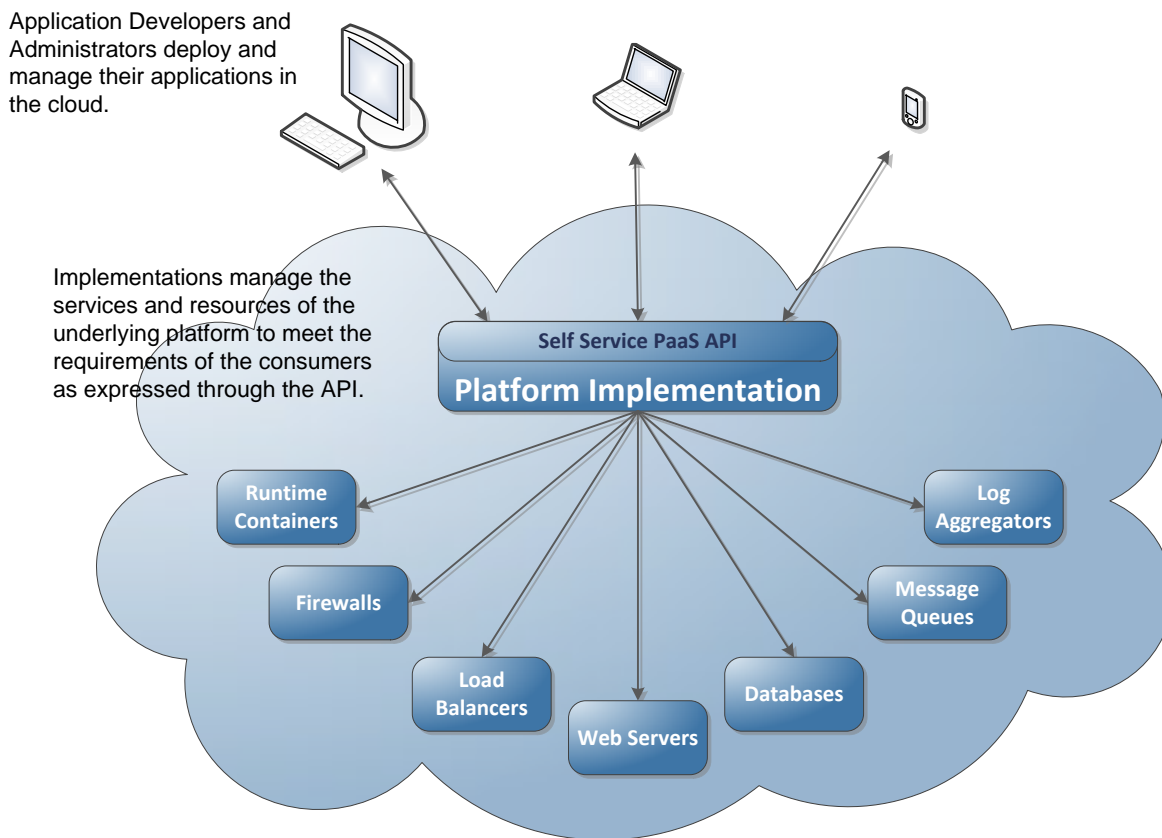 Application Developers and
Administrators deploy and
manage their applications in
the cloud.
Implementations manage the
services and resources of the
underlying platform to meet the
requirements of the consumers
as expressed through the API.
Self Service PaaS API
Platform Implementation
Runtime
Containers
Log
Aggregators
Firewalls
Message
Queues
Load
Balancers
Databases
Web Servers